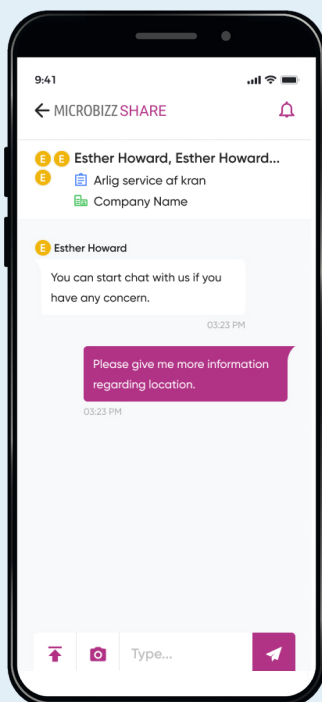 9:41
MICROBIZZ SHARE
E E Esther Howard, Esther Howard...
E Arlig service af kran
Company Name
E Esther Howard
You can start chat with us if you
have any concern.
03:23 PM
Please give me more information
regarding location.
03:23 PM
Type...